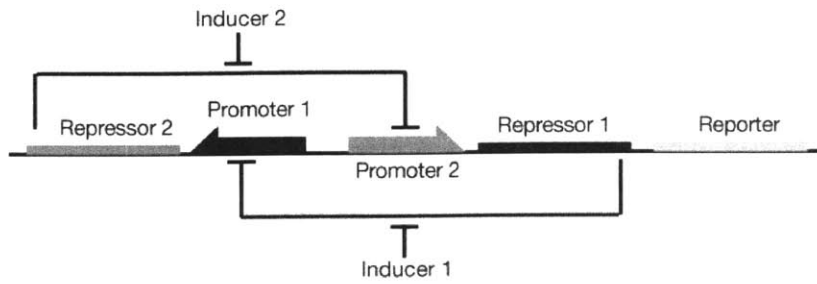 Inducer 2
Promoter 1
Repressor 2
Repressor 1
Reporter
Promoter 2
Inducer 1